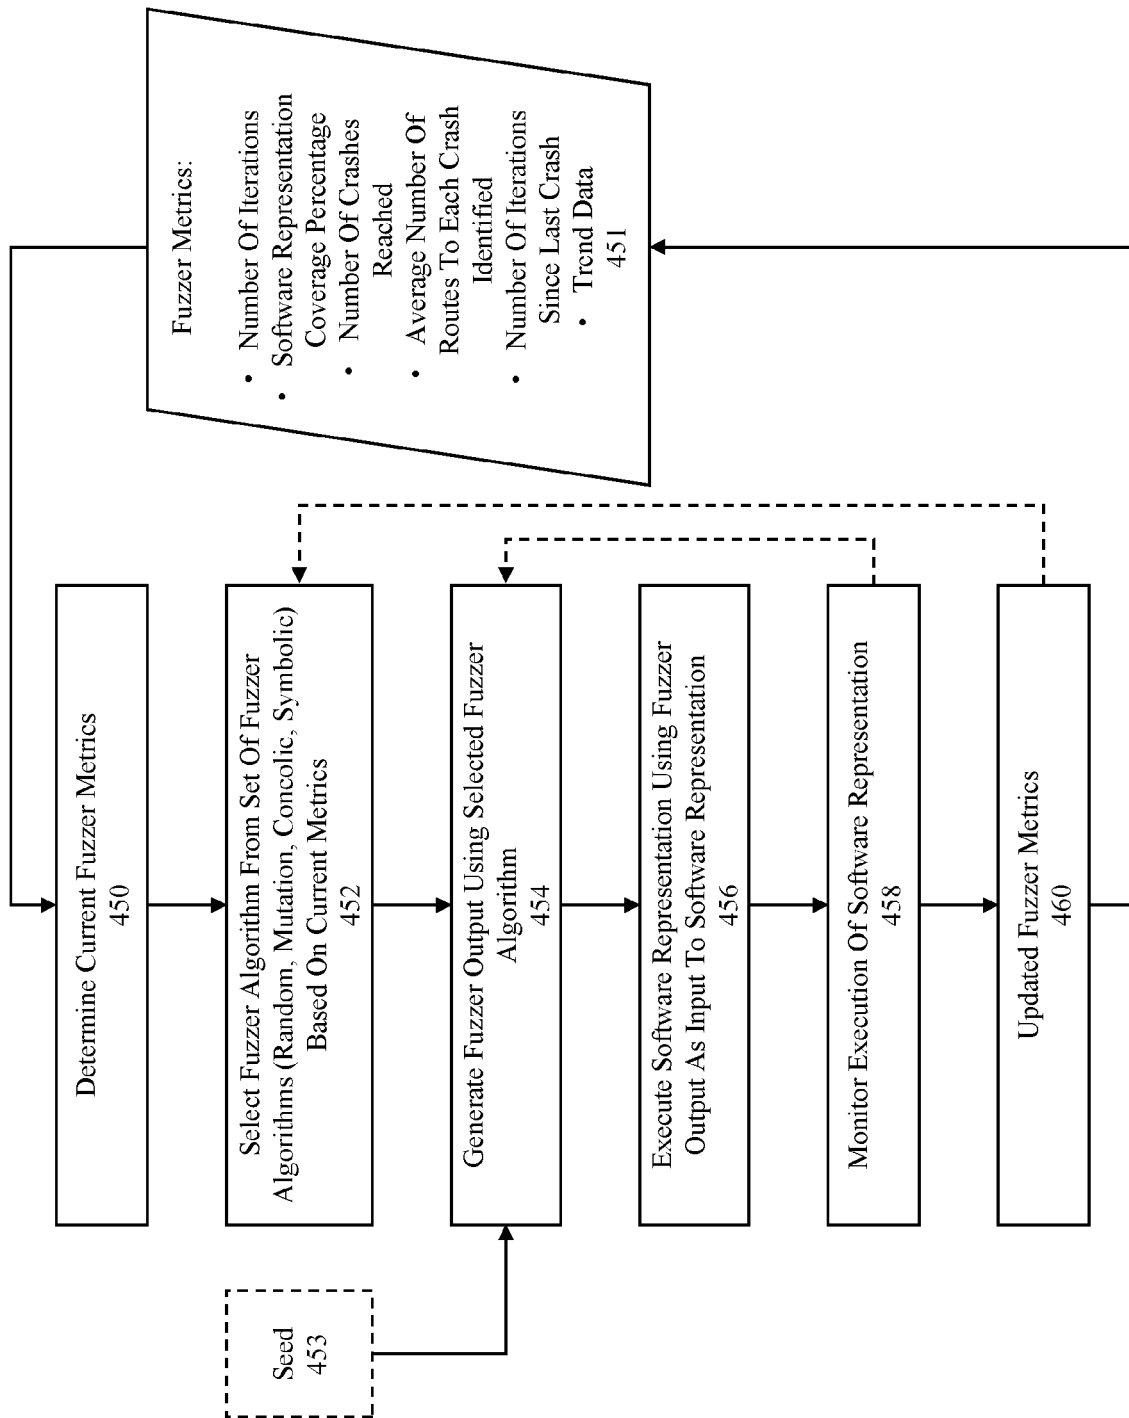 Determine Current Fuzzer Metrics
450
Select Fuzzer Algorithm From Set Of Fuzzer
Algorithms (Random, Mutation, Concolic, Symbolic)
Based On Current Metrics
452
Seed
453
Generate Fuzzer Output Using Selected Fuzzer
Algorithm
454
Execute Software Representation Using Fuzzer
Output As Input To Software Representation
456
Monitor Execution Of Software Representation
458
Updated Fuzzer Metrics
460
Fuzzer Metrics:
• Number Of Iterations
• Software Representation
Coverage Percentage
• Number Of Crashes
Reached
• Average Number Of
Routes To Each Crash
Identified
• Number Of Iterations
Since Last Crash
• Trend Data
451